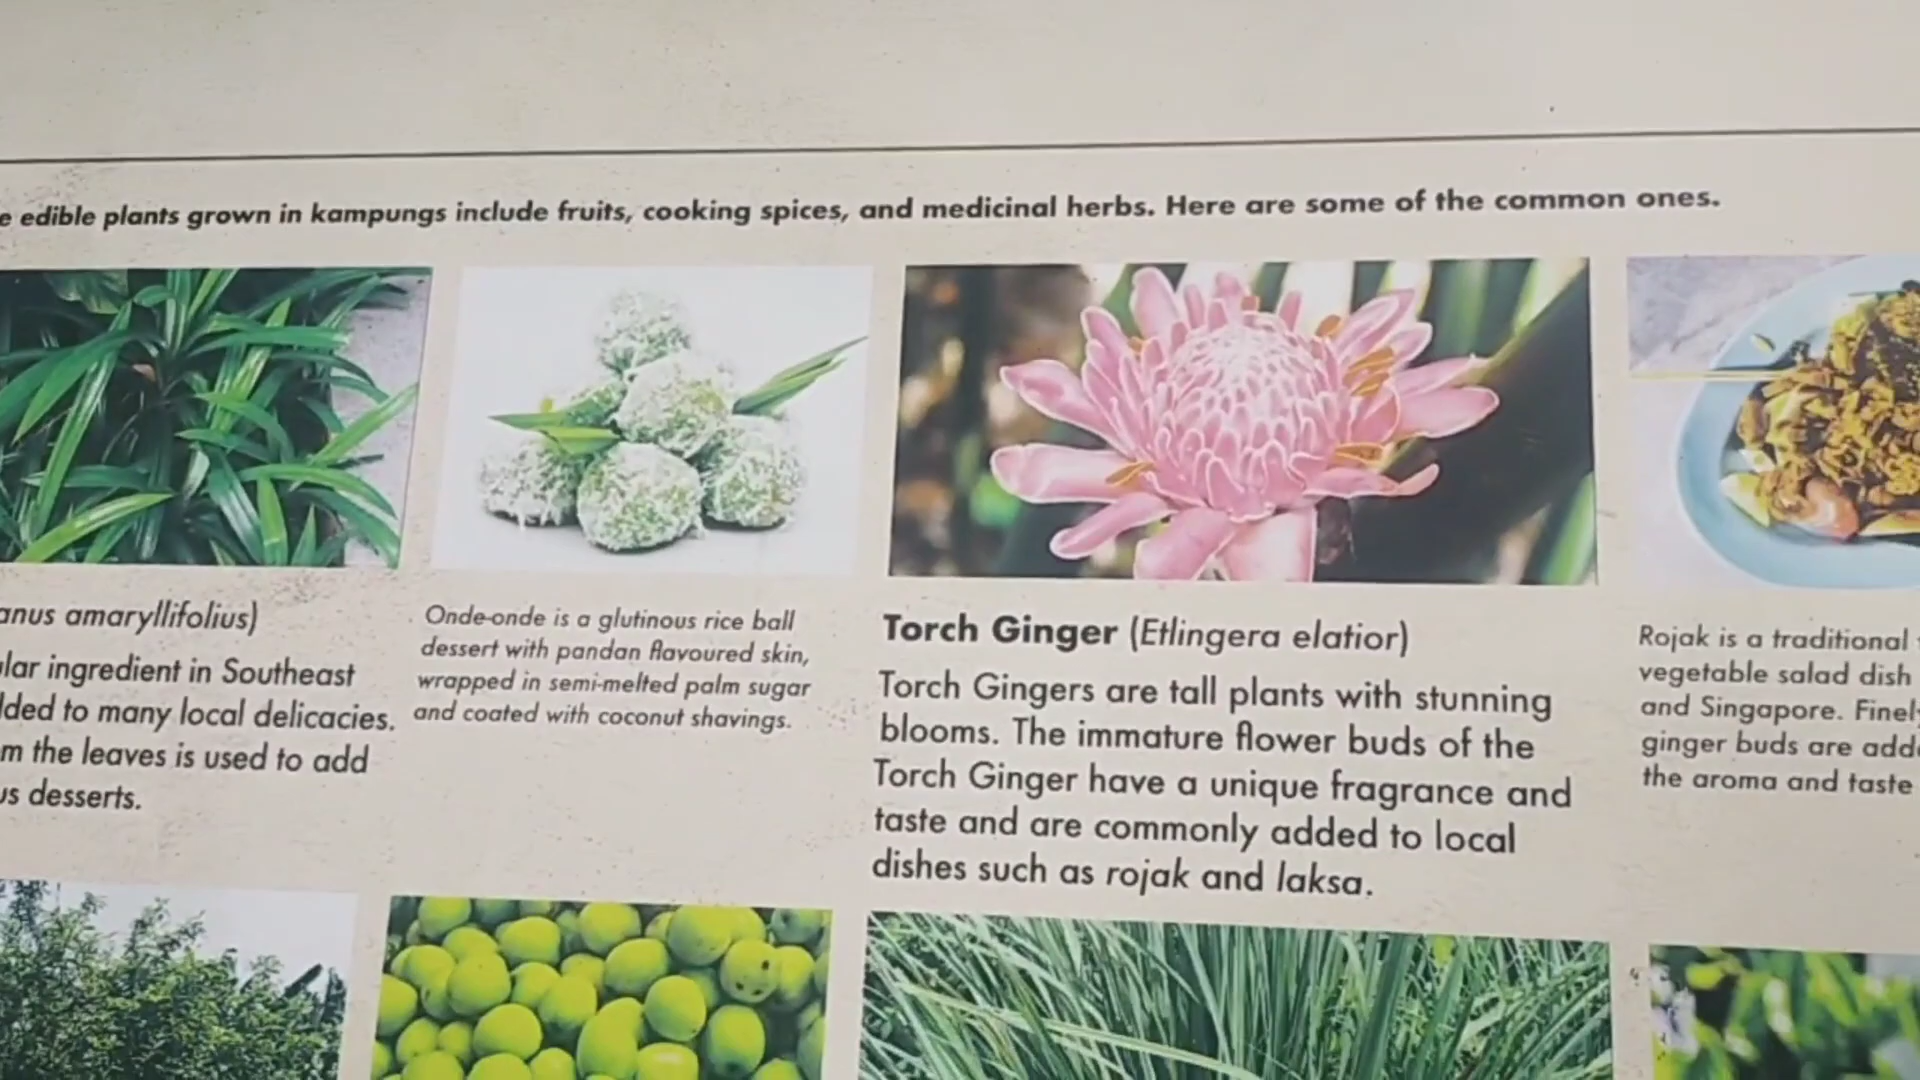 edible plants grown in kampungs include fruits, cooking spices, and medicinal herbs. Here are some of the common ones.
amaryllifolius)
ingredient in Southeast
to many local delicacies.
the leaves is used to add
desserts.
Onde-onde is a glutinous rice ball
dessert with pandan flavoured skin,
wrapped in semi-melted palm sugar
and coated with coconut shavings.
Torch Ginger (Etlingera elatior)
Torch Gingers are tall plants with stunning
blooms. The immature flower buds of the
Torch Ginger have a unique fragrance and
taste and are commonly added to local
dishes such as rojak and laksa.
Rojak is a traditional
vegetable salad dish
and Singapore.
ginger buds are
the aroma and taste